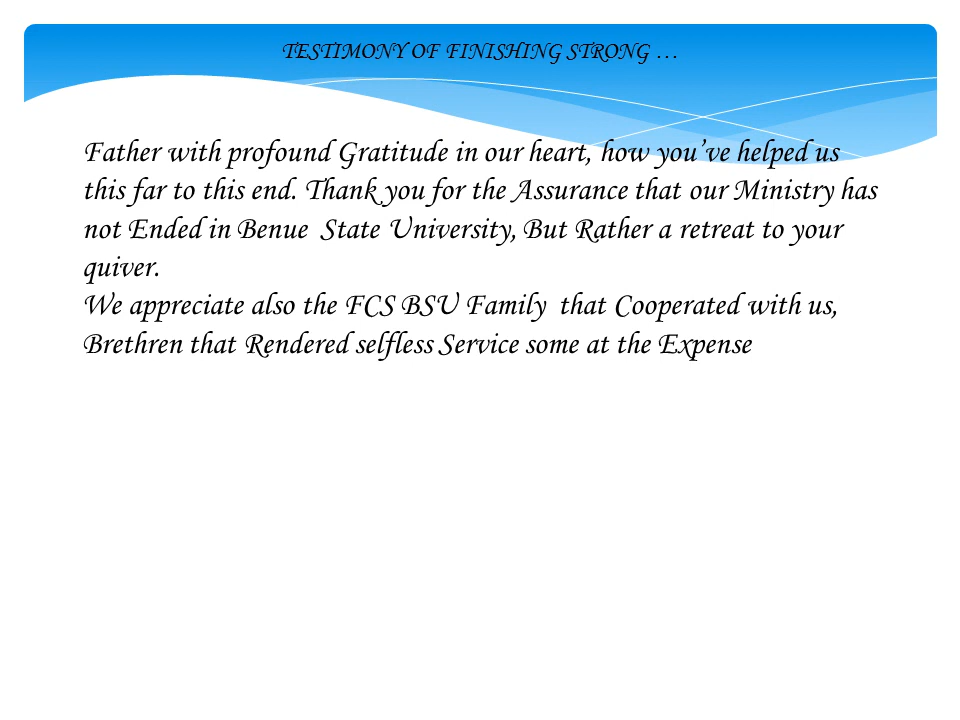 TESTIMONY OF FINISHING STRONG …
Father with profound Gratitude in our heart, how you’ve helped us
this far to this end. Thank you for the Assurance that our Ministry has
not Ended in Benue  State University, But Rather a retreat to your
quiver.
We appreciate also the FCS BSU Family  that Cooperated with us,
Brethren that Rendered selfless Service some at the Expense